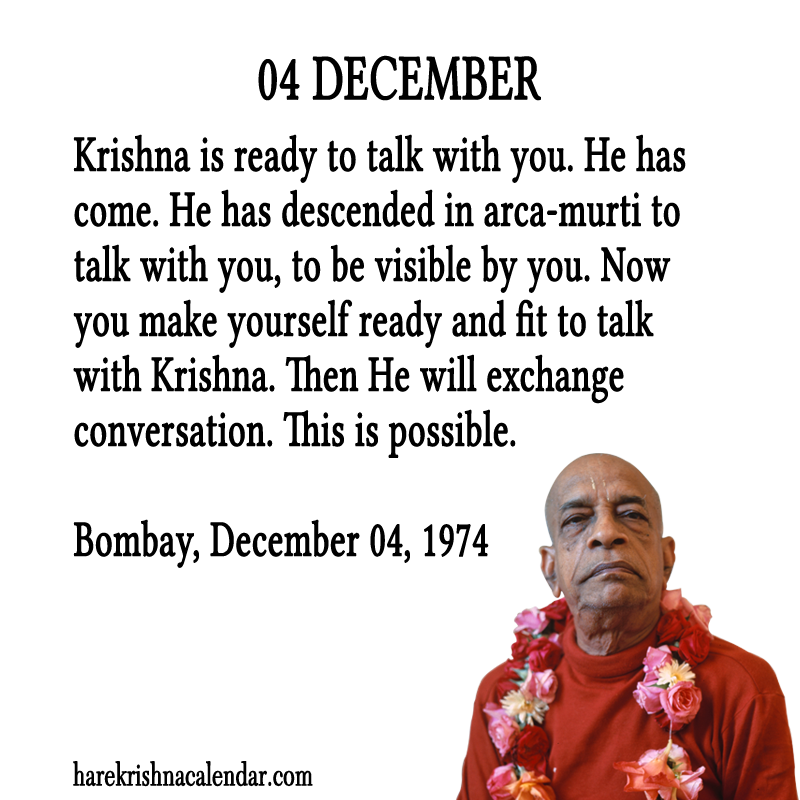 04 DECEMBER
Krishna is ready to talk with you. He has
come. He has descended in arca-murti to
talk with you, to be visible by you. Now
you make yourself ready and fit to talk
with Krishna. Then He will exchange
conversation. This is possible.
Bombay, December 04, 1974
harekrishnacalendar.com